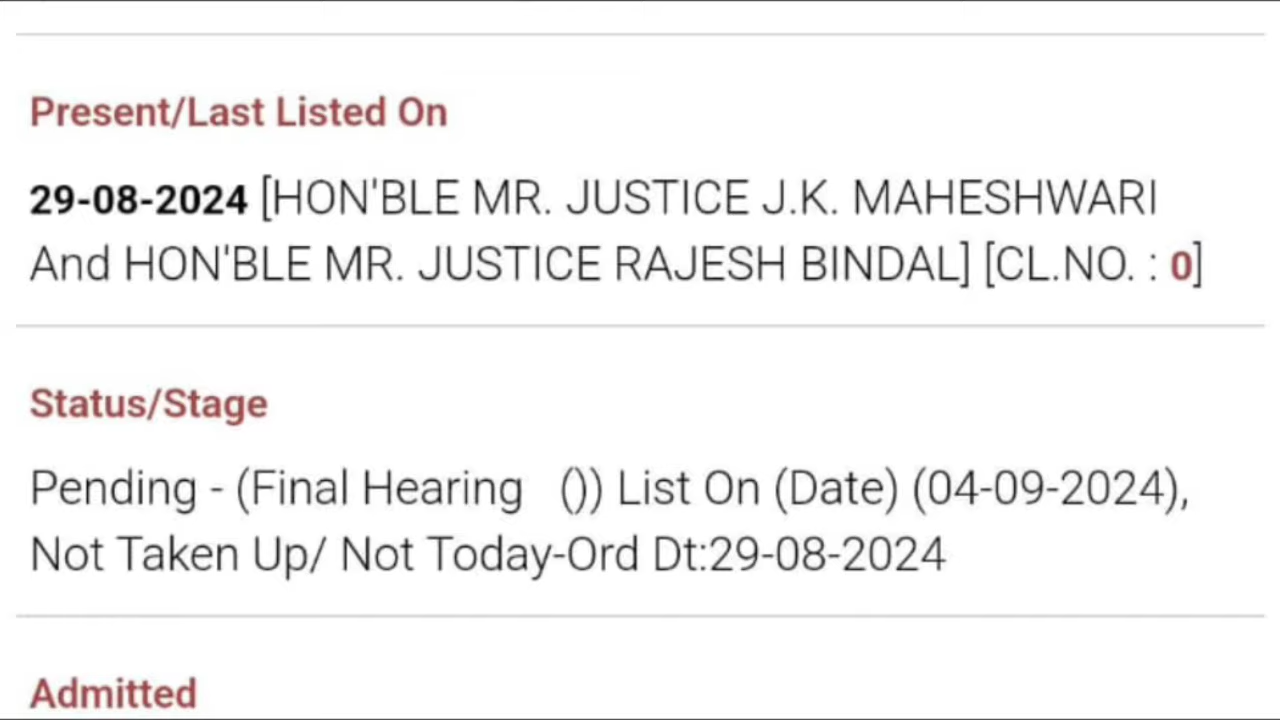 Present/Last Listed On
29-08-2024 [HON'BLE MR. JUSTICE J.K. MAHESHWARI
And HON'BLE MR. JUSTICE RAJESH BINDAL] [CL.NO. : 0]
Status/Stage
Pending - (Final Hearing ()) List On (Date) (04-09-2024),
Not Taken Up/ Not Today-Ord Dt:29-08-2024
Admitted